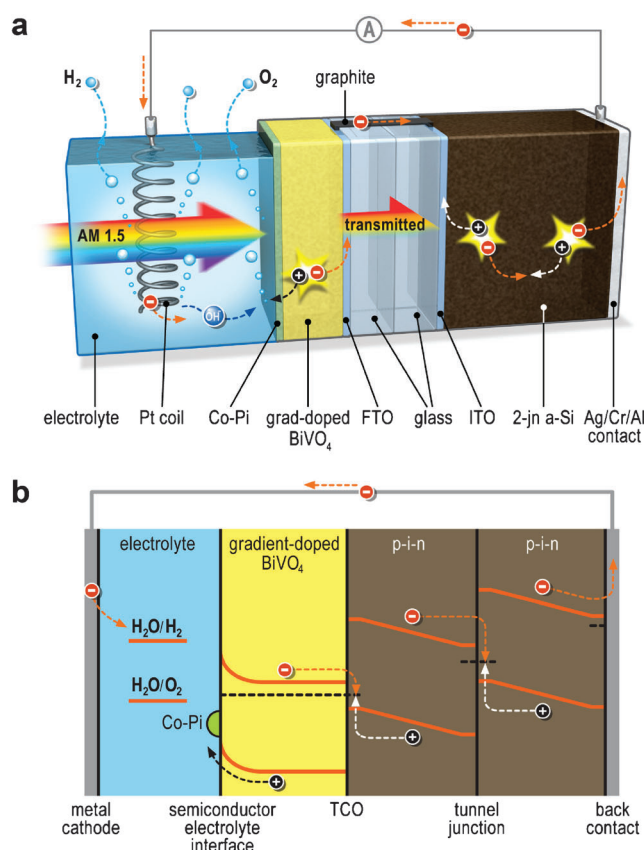 a
A
H₂
O₂
graphite
AM 1.5
transmitted
OH⁻
electrolyte
Pt coil
Co-Pi
grad-doped
BiVO₄
FTO
glass
ITO
2-jn a-Si
Ag/Cr/Al
contact
b
electrolyte
gradient-doped
BiVO₄
p-i-n
p-i-n
H₂O/H₂
H₂O/O₂
Co-Pi
metal
cathode
semiconductor
electrolyte
interface
TCO
tunnel
junction
back
contact